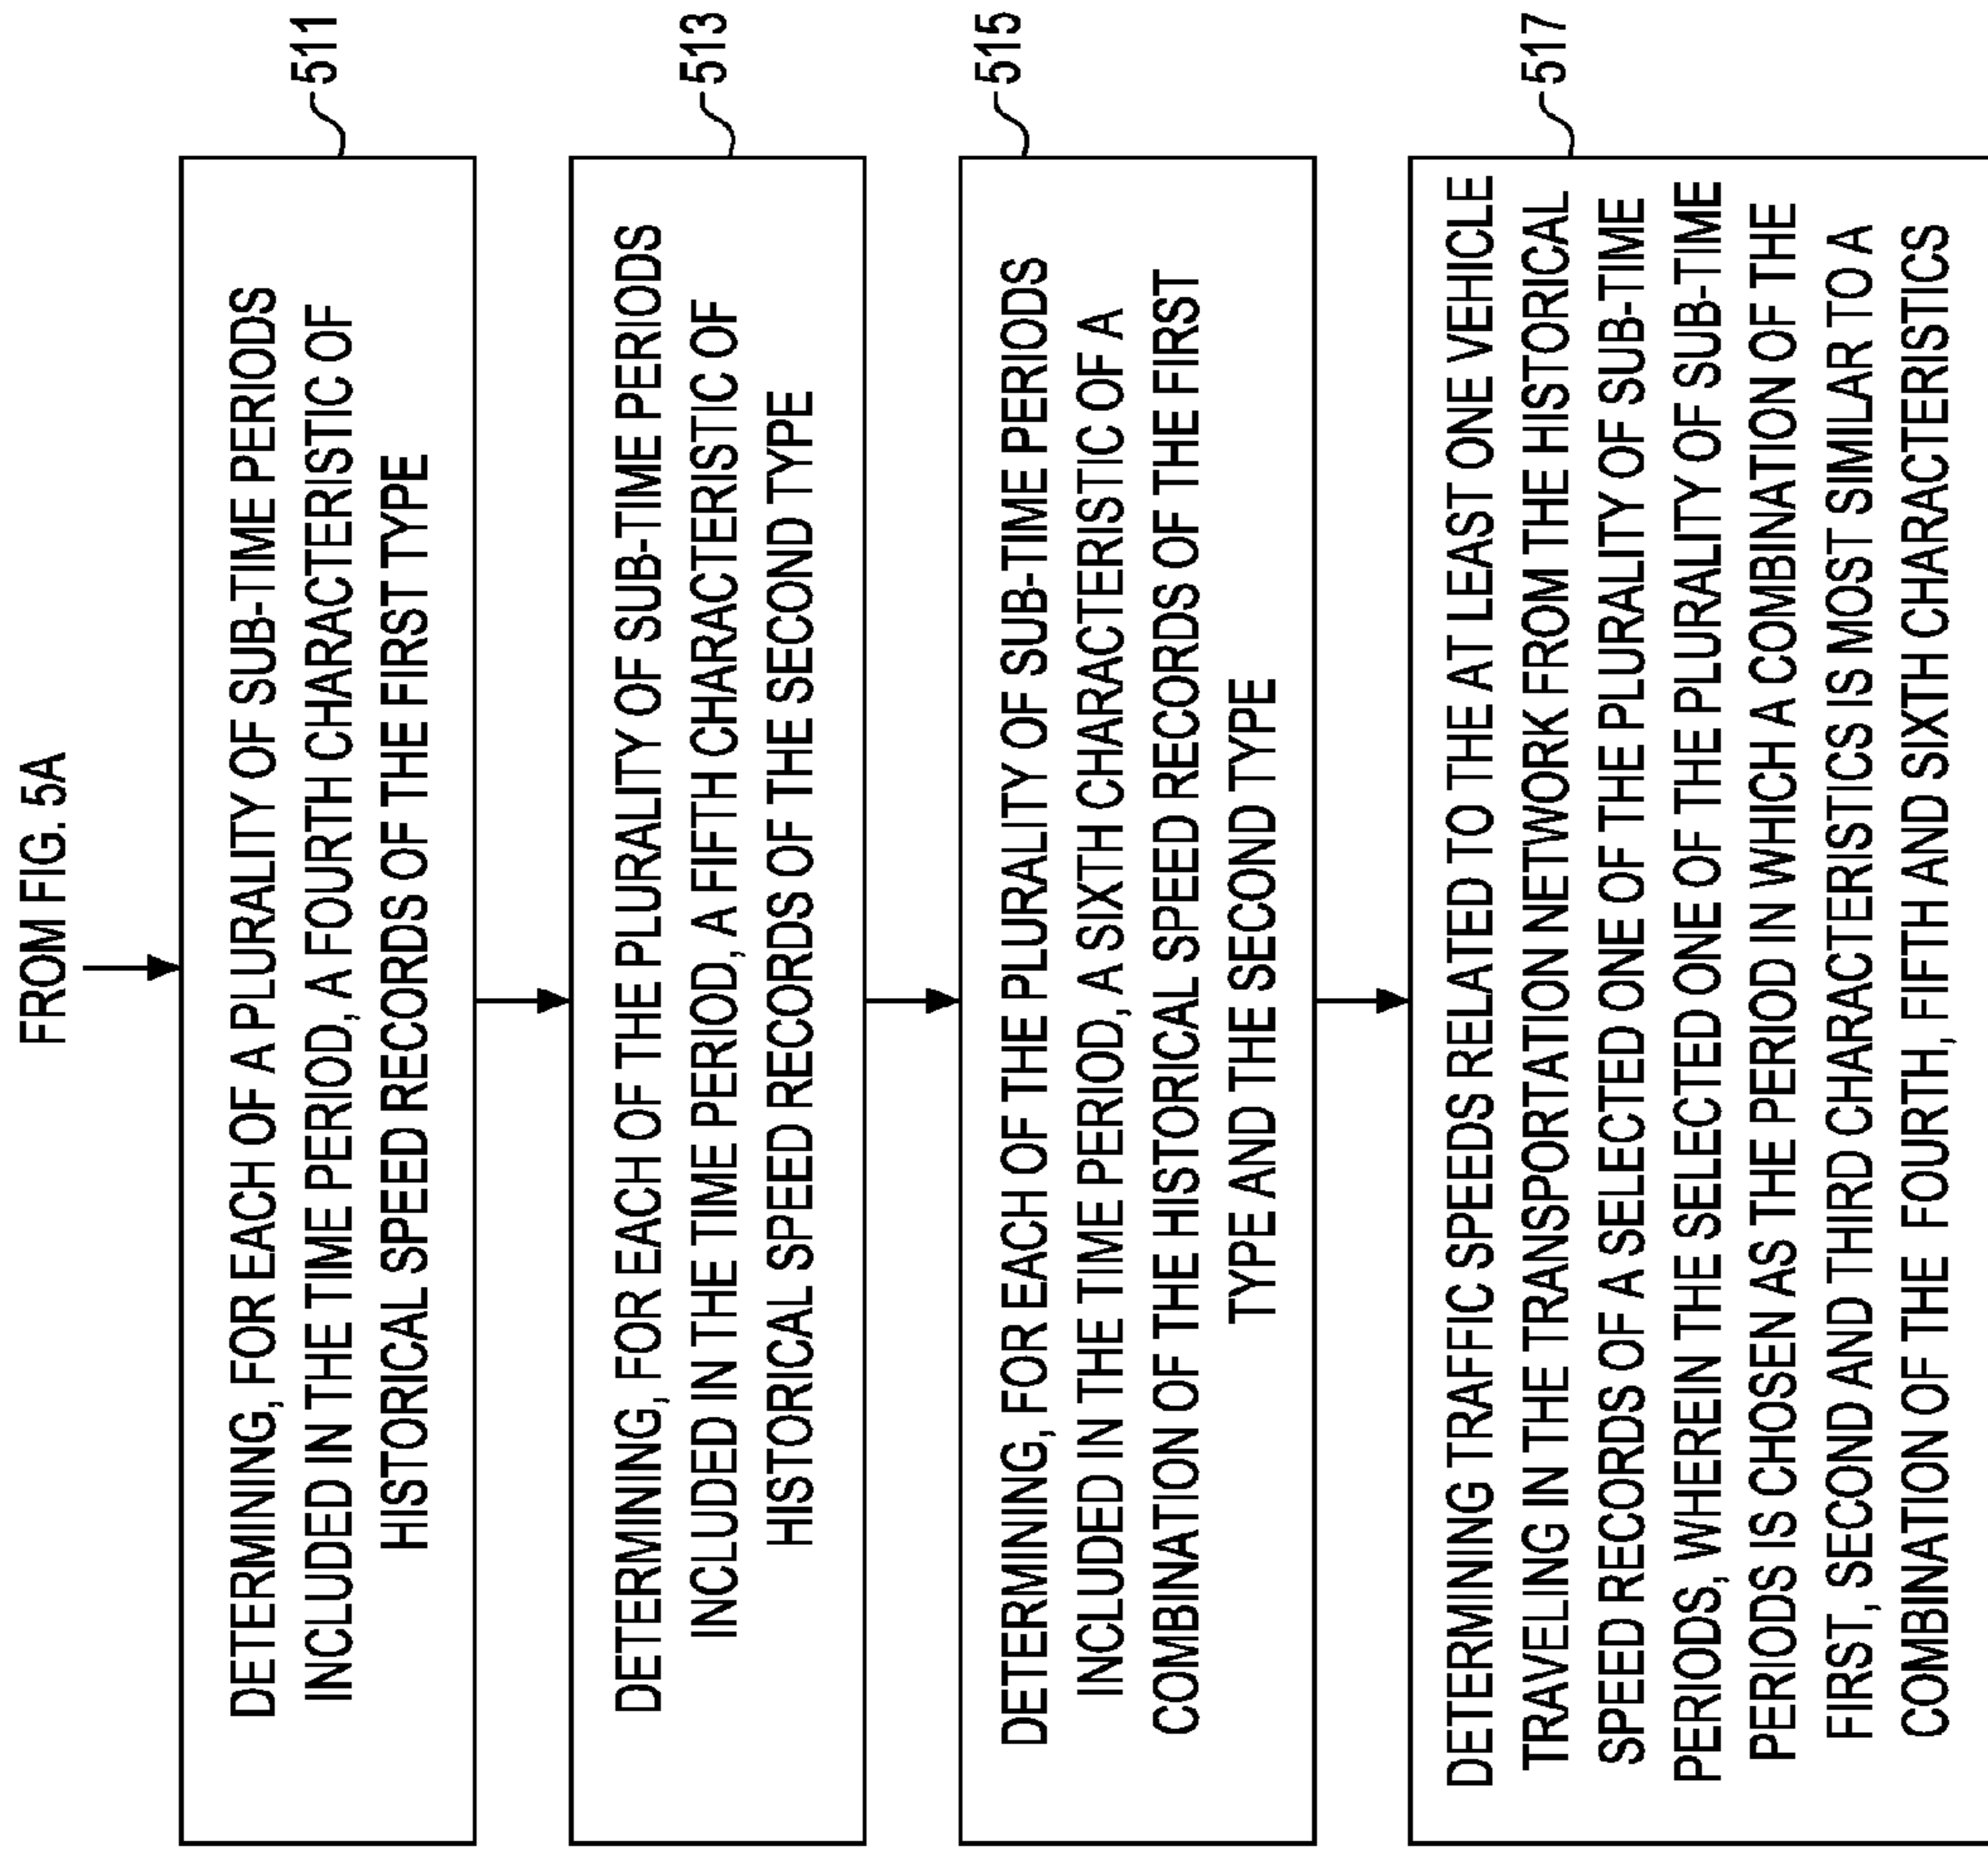 FROM FIG. 5A
511
DETERMINING, FOR EACH OF A PLURALITY OF SUB-TIME PERIODS
INCLUDED IN THE TIME PERIOD, A FOURTH CHARACTERISTIC OF
HISTORICAL SPEED RECORDS OF THE FIRST TYPE
513
DETERMINING, FOR EACH OF THE PLURALITY OF SUB-TIME PERIODS
INCLUDED IN THE TIME PERIOD, A FIFTH CHARACTERISTIC OF
HISTORICAL SPEED RECORDS OF THE SECOND TYPE
515
DETERMINING, FOR EACH OF THE PLURALITY OF SUB-TIME PERIODS
INCLUDED IN THE TIME PERIOD, A SIXTH CHARACTERISTIC OF A
COMBINATION OF THE HISTORICAL SPEED RECORDS OF THE FIRST
TYPE AND THE SECOND TYPE
517
DETERMINING TRAFFIC SPEEDS RELATED TO THE AT LEAST ONE VEHICLE
TRAVELING IN THE TRANSPORTATION NETWORK FROM THE HISTORICAL
SPEED RECORDS OF A SELECTED ONE OF THE PLURALITY OF SUB-TIME
PERIODS, WHEREIN THE SELECTED ONE OF THE PLURALITY OF SUB-TIME
PERIODS IS CHOSEN AS THE PERIOD IN WHICH A COMBINATION OF THE
FIRST, SECOND AND THIRD CHARACTERISTICS IS MOST SIMILAR TO A
COMBINATION OF THE FOURTH, FIFTH AND SIXTH CHARACTERISTICS